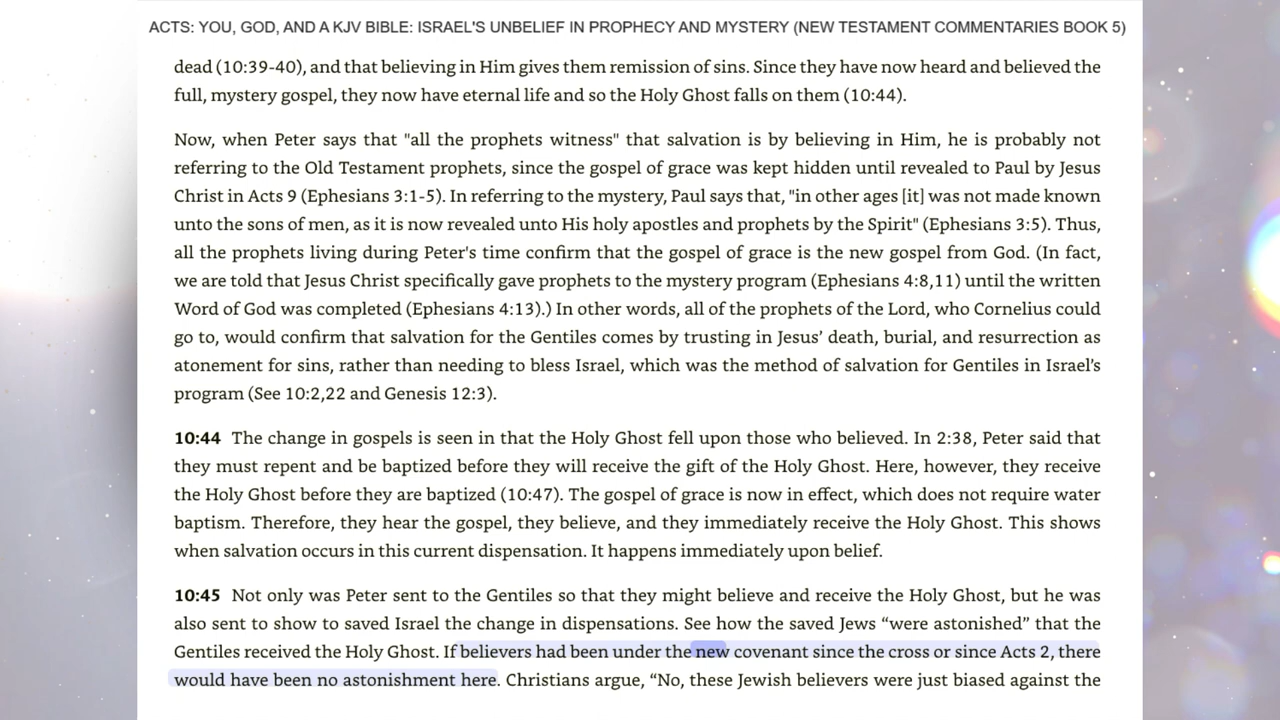 ACTS: YOU, GOD, AND A KJV BIBLE: ISRAEL'S UNBELIEF IN PROPHECY AND MYSTERY (NEW TESTAMENT COMMENTARIES BOOK 5)
dead (10:39-40), and that believing in Him gives them remission of sins. Since they have now heard and believed the
full, mystery gospel, they now have eternal life and so the Holy Ghost falls on them (10:44).
Now, when Peter says that "all the prophets witness" that salvation is by believing in Him, he is probably not
referring to the Old Testament prophets, since the gospel of grace was kept hidden until revealed to Paul by Jesus
Christ in Acts 9 (Ephesians 3:1-5). In referring to the mystery, Paul says that, "in other ages [it] was not made known
unto the sons of men, as it is now revealed unto His holy apostles and prophets by the Spirit" (Ephesians 3:5). Thus,
all the prophets living during Peter's time confirm that the gospel of grace is the new gospel from God. (In fact,
we are told that Jesus Christ specifically gave prophets to the mystery program (Ephesians 4:8,11) until the written
Word of God was completed (Ephesians 4:13).) In other words, all of the prophets of the Lord, who Cornelius could
go to, would confirm that salvation for the Gentiles comes by trusting in Jesus’ death, burial, and resurrection as
atonement for sins, rather than needing to bless Israel, which was the method of salvation for Gentiles in Israel's
program (See 10:2,22 and Genesis 12:3).
10:44 The change in gospels is seen in that the Holy Ghost fell upon those who believed. In 2:38, Peter said that
they must repent and be baptized before they will receive the gift of the Holy Ghost. Here, however, they receive
the Holy Ghost before they are baptized (10:47). The gospel of grace is now in effect, which does not require water
baptism. Therefore, they hear the gospel, they believe, and they immediately receive the Holy Ghost. This shows
when salvation occurs in this current dispensation. It happens immediately upon belief.
10:45 Not only was Peter sent to the Gentiles so that they might believe and receive the Holy Ghost, but he was
also sent to show to saved Israel the change in dispensations. See how the saved Jews “were astonished” that the
Gentiles received the Holy Ghost. If believers had been under the new covenant since the cross or since Acts 2, there
would have been no astonishment here. Christians argue, “No, these Jewish believers were just biased against the